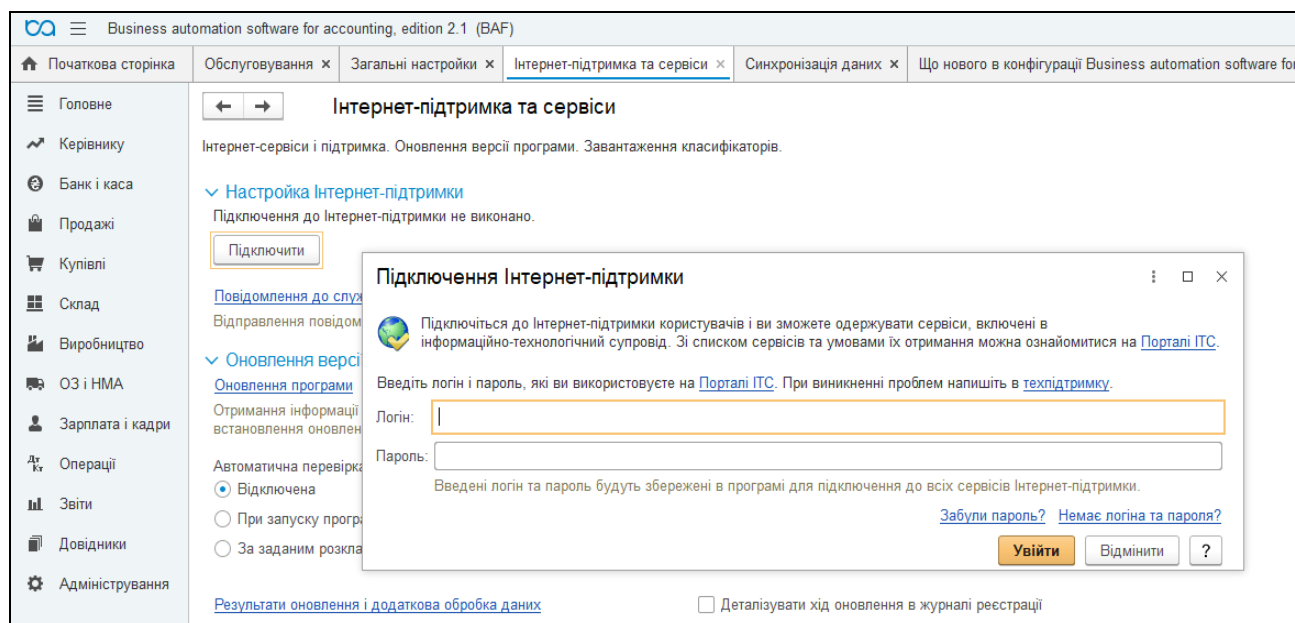 Business automation software for accounting, edition 2.1 (BAF)
Початкова сторінка Обслуговування × Загальні настройки × Інтернет-підтримка та сервіси × Синхронізація даних × Що нового в конфігурації Business automation software for
Головне
Керівнику
Банк і каса
Продажі
Купівлі
Склад
Виробництво
ОЗ і НМА
Зарплата і кадри
Дт Кт Операції
Звіти
Довідники
Адміністрування
Інтернет-підтримка та сервіси
Інтернет-сервіси і підтримка. Оновлення версії програми. Завантаження класифікаторів.
Настройка Інтернет-підтримки
Підключення до Інтернет-підтримки не виконано.
Підключити
Повідомлення до
Відправлення
Оновлення
Оновлення програми
Отримання інформації
встановлення
Автоматична
Відключена
При запуску
За заданим
Результати оновлення і додаткова обробка даних
Деталізувати хід оновлення в журналі реєстрації
Підключення Інтернет-підтримки
Підключіться до Інтернет-підтримки користувачів і ви зможете одержувати сервіси, включені в
інформаційно-технологічний супровід. Зі списком сервісів та умовами їх отримання можна ознайомитися на Порталі ІТС.
Введіть логін і пароль, які ви використовуєте на Порталі ІТС. При виникненні проблем напишіть в техпідтримку.
Логін:
Пароль:
Введені логін та пароль будуть збережені в програмі для підключення до всіх сервісів Інтернет-підтримки.
Забули пароль? Немає логіна та пароля?
Увійти Відмінити ?